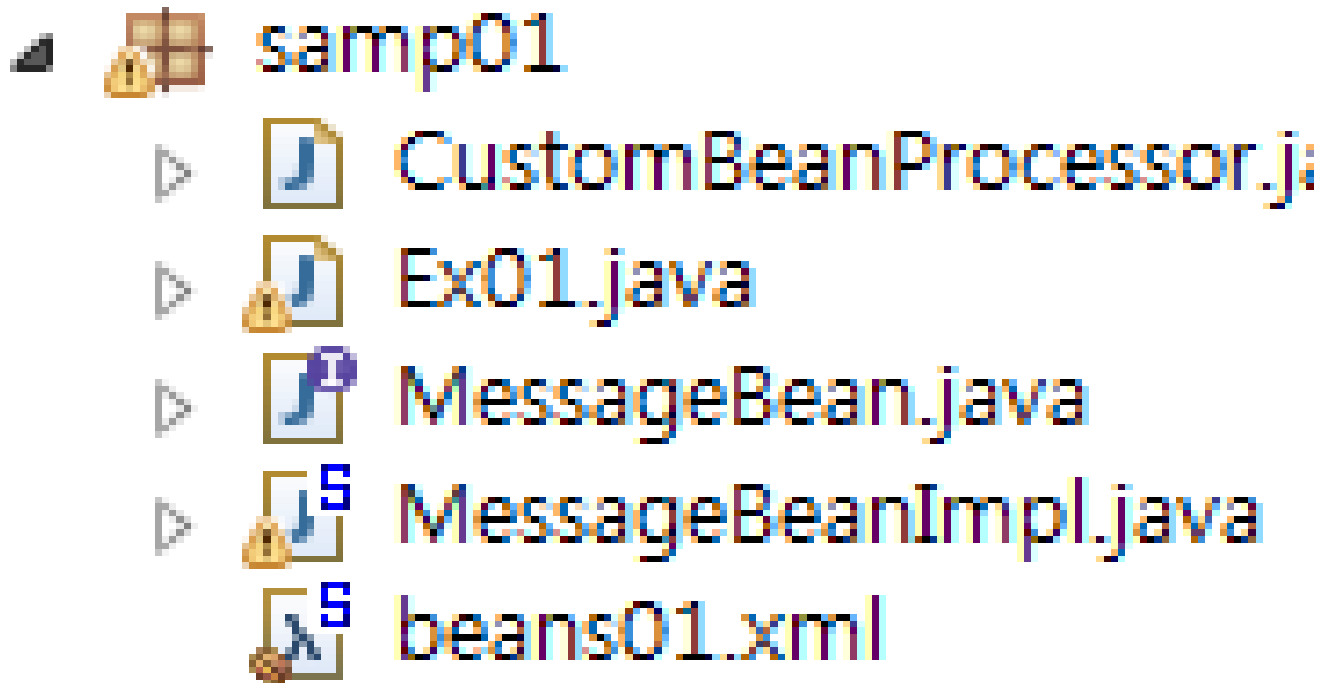 samp01
CustomBeanProcessor.ja
Ex01.java
MessageBean.java
MessageBeanImpl.java
beans01.xml